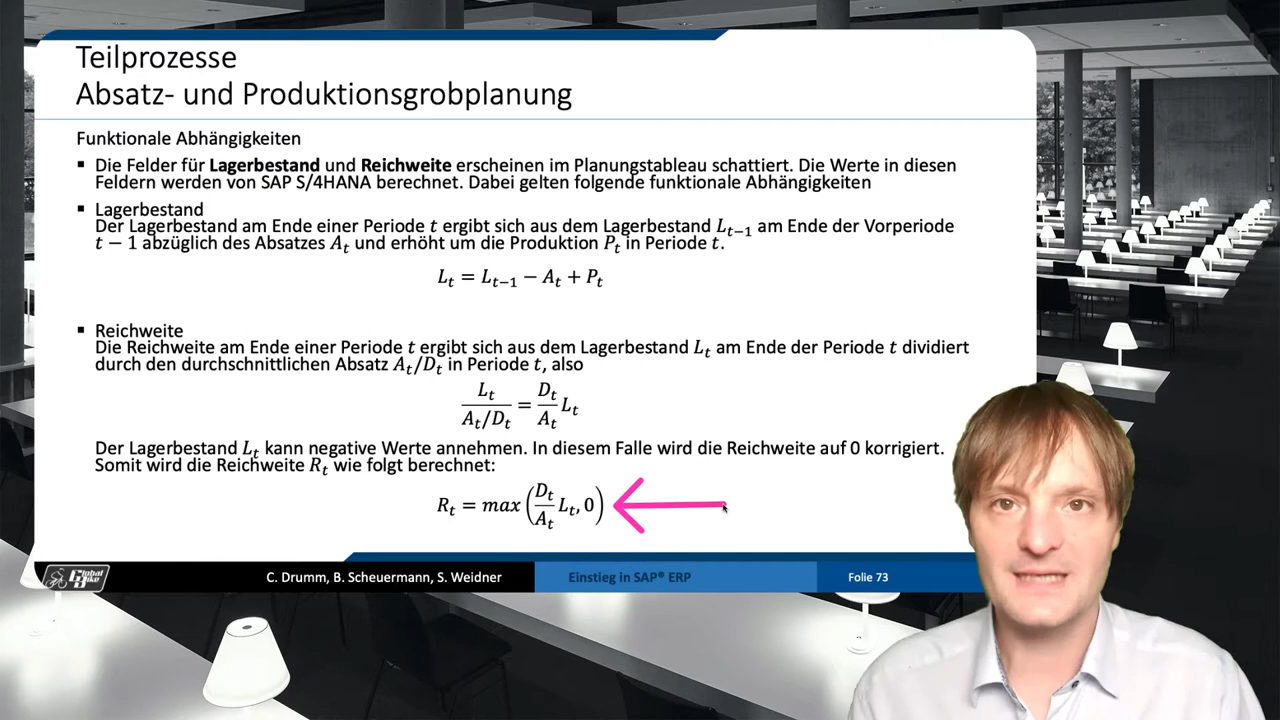 Teilprozesse
Absatz- und Produktionsgrobplanung
Funktionale Abhängigkeiten
▪ Die Felder für Lagerbestand und Reichweite erscheinen im Planungstableau schattiert. Die Werte in diesen
Feldern werden von SAP S/4HANA berechnet. Dabei gelten folgende funktionale Abhängigkeiten
▪ Lagerbestand
Der Lagerbestand am Ende einer Periode t ergibt sich aus dem Lagerbestand L_{t−1} am Ende der Vorperiode
t − 1 abzüglich des Absatzes A_t und erhöht um die Produktion P_t in Periode t.
L_t = L_{t−1} − A_t + P_t
▪ Reichweite
Die Reichweite am Ende einer Periode t ergibt sich aus dem Lagerbestand L_t am Ende der Periode t dividiert
durch den durchschnittlichen Absatz A_t/D_t in Periode t, also
\frac{L_t}{A_t/D_t} = \frac{D_t}{A_t} L_t
Der Lagerbestand L_t kann negative Werte annehmen. In diesem Falle wird die Reichweite auf 0 korrigiert.
Somit wird die Reichweite R_t wie folgt berechnet:
R_t = max(\frac{D_t}{A_t} L_t, 0)
Global Bike
C. Drumm, B. Scheuermann, S. Weidner
Einstieg in SAP® ERP
Folie 73